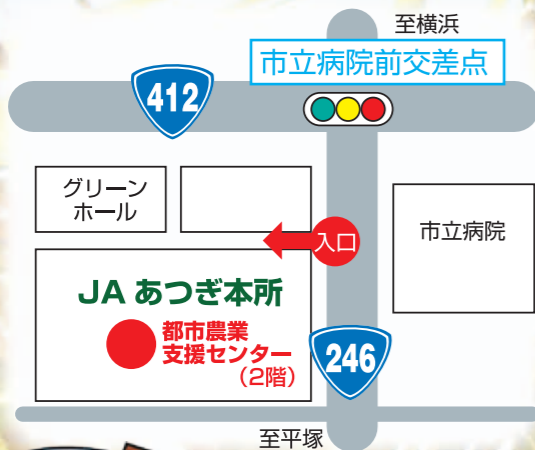 至横浜
市立病院前交差点
412
グリーン
ホール
入口
市立病院
JA あつぎ本所
都市農業
支援センター
（2階）
246
至平塚